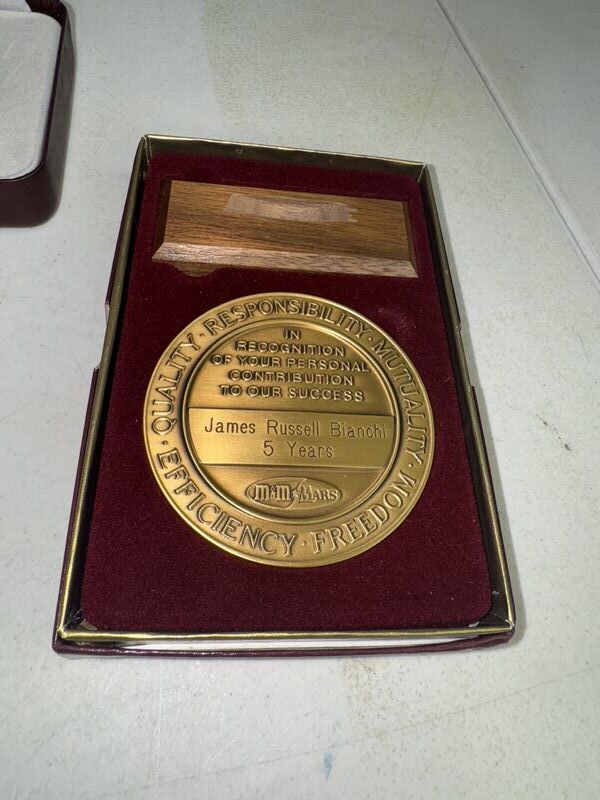 QUALITY · RESPONSIBILITY · MUTUALITY ·
EFFICIENCY · FREEDOM
IN
RECOGNITION
OF YOUR PERSONAL
CONTRIBUTION
TO OUR SUCCESS
James Russell Bianchi
5 Years
M&M MARS